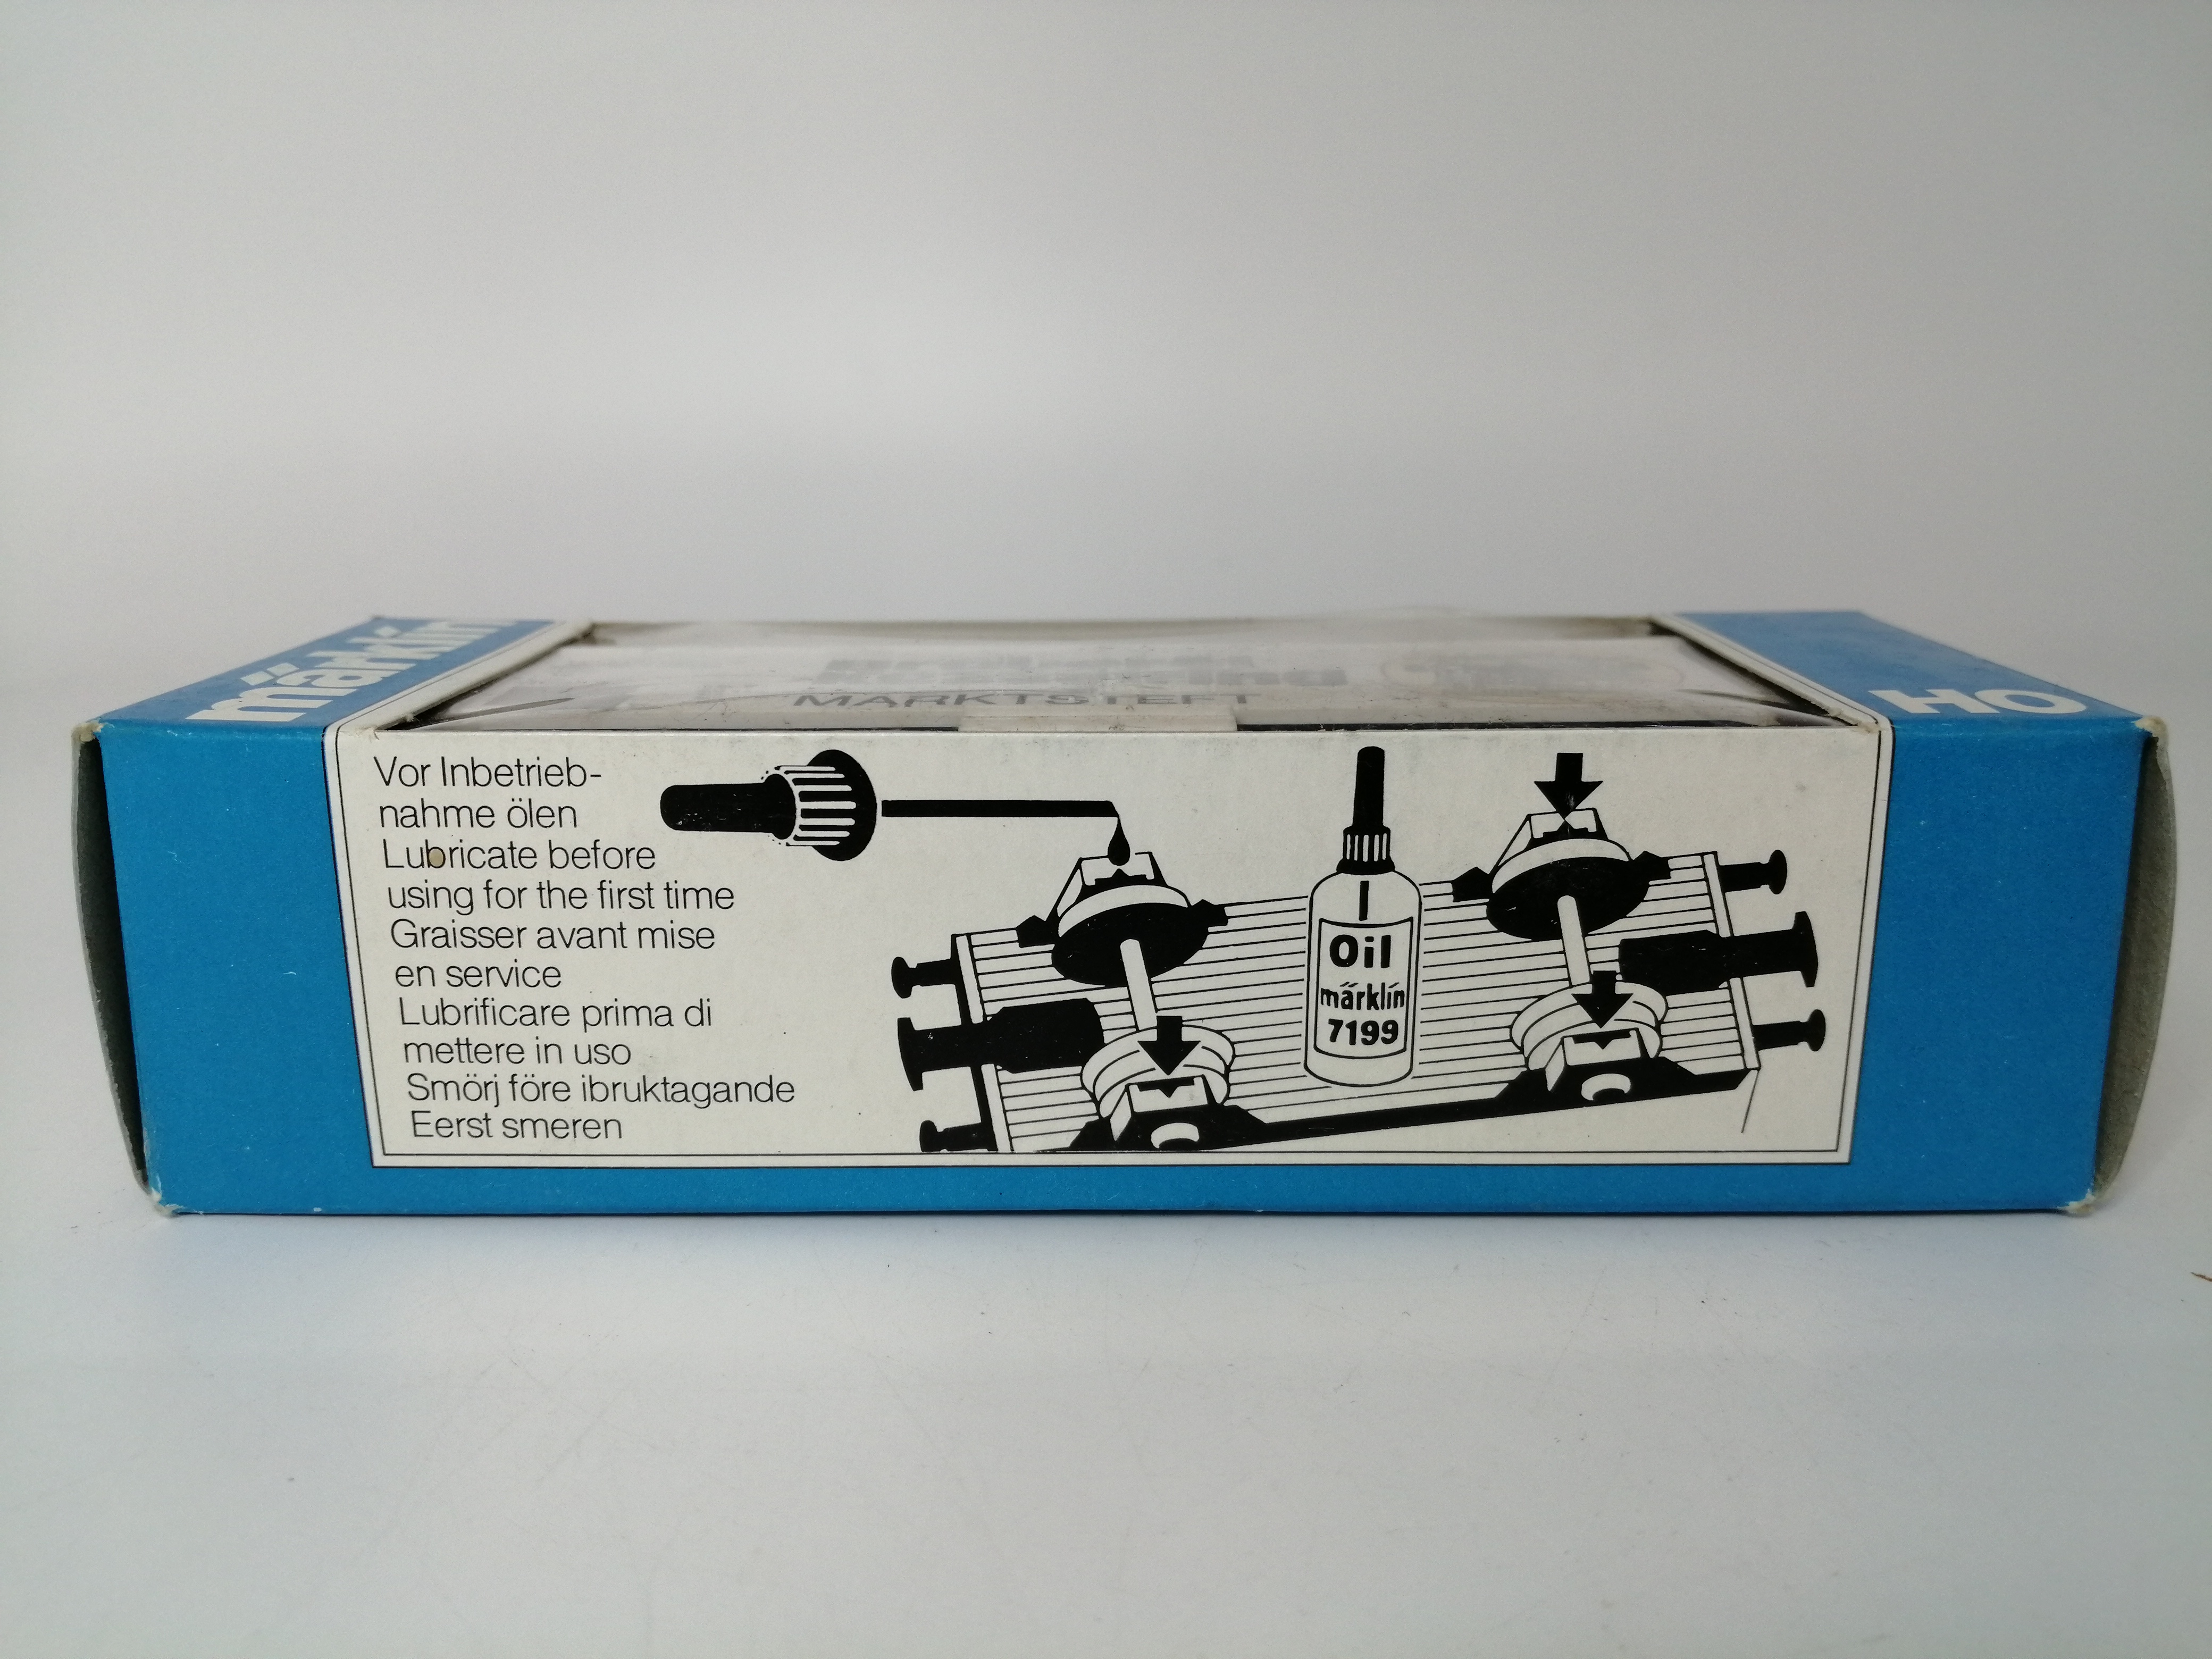 märklin
HO
MARKTSTEFT
Vor Inbetrieb-
nahme ölen
Lubricate before
using for the first time
Graisser avant mise
en service
Lubrificare prima di
mettere in uso
Smörj före ibruktagande
Eerst smeren
Oil
märklin
7199